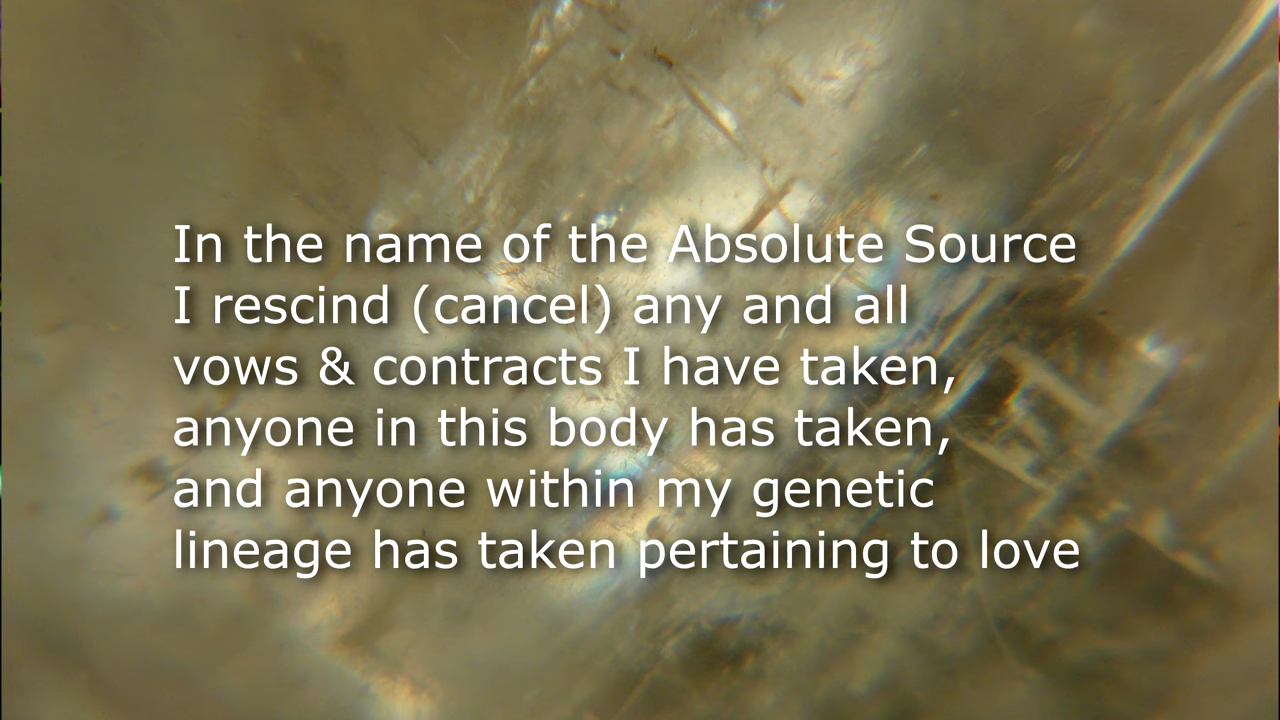 In the name of the Absolute Source
I rescind (cancel) any and all
vows & contracts I have taken,
anyone in this body has taken,
and anyone within my genetic
lineage has taken pertaining to love